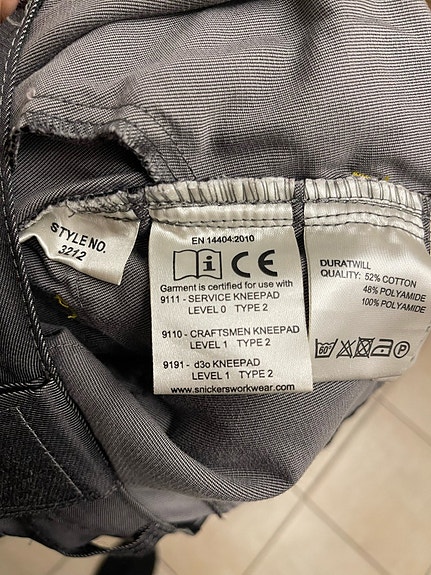 STYLE NO.
3212
EN 14404:2010
i CE
Garment is certified for use with
9111 - SERVICE KNEEPAD
LEVEL 0 TYPE 2
9110 - CRAFTSMEN KNEEPAD
LEVEL 1 TYPE 2
9191 - d3o KNEEPAD
LEVEL 1 TYPE 2
www.snickersworkwear.com
DURATWILL
QUALITY: 52% COTTON
48% POLYAMIDE
100% POLYAMIDE
60° P